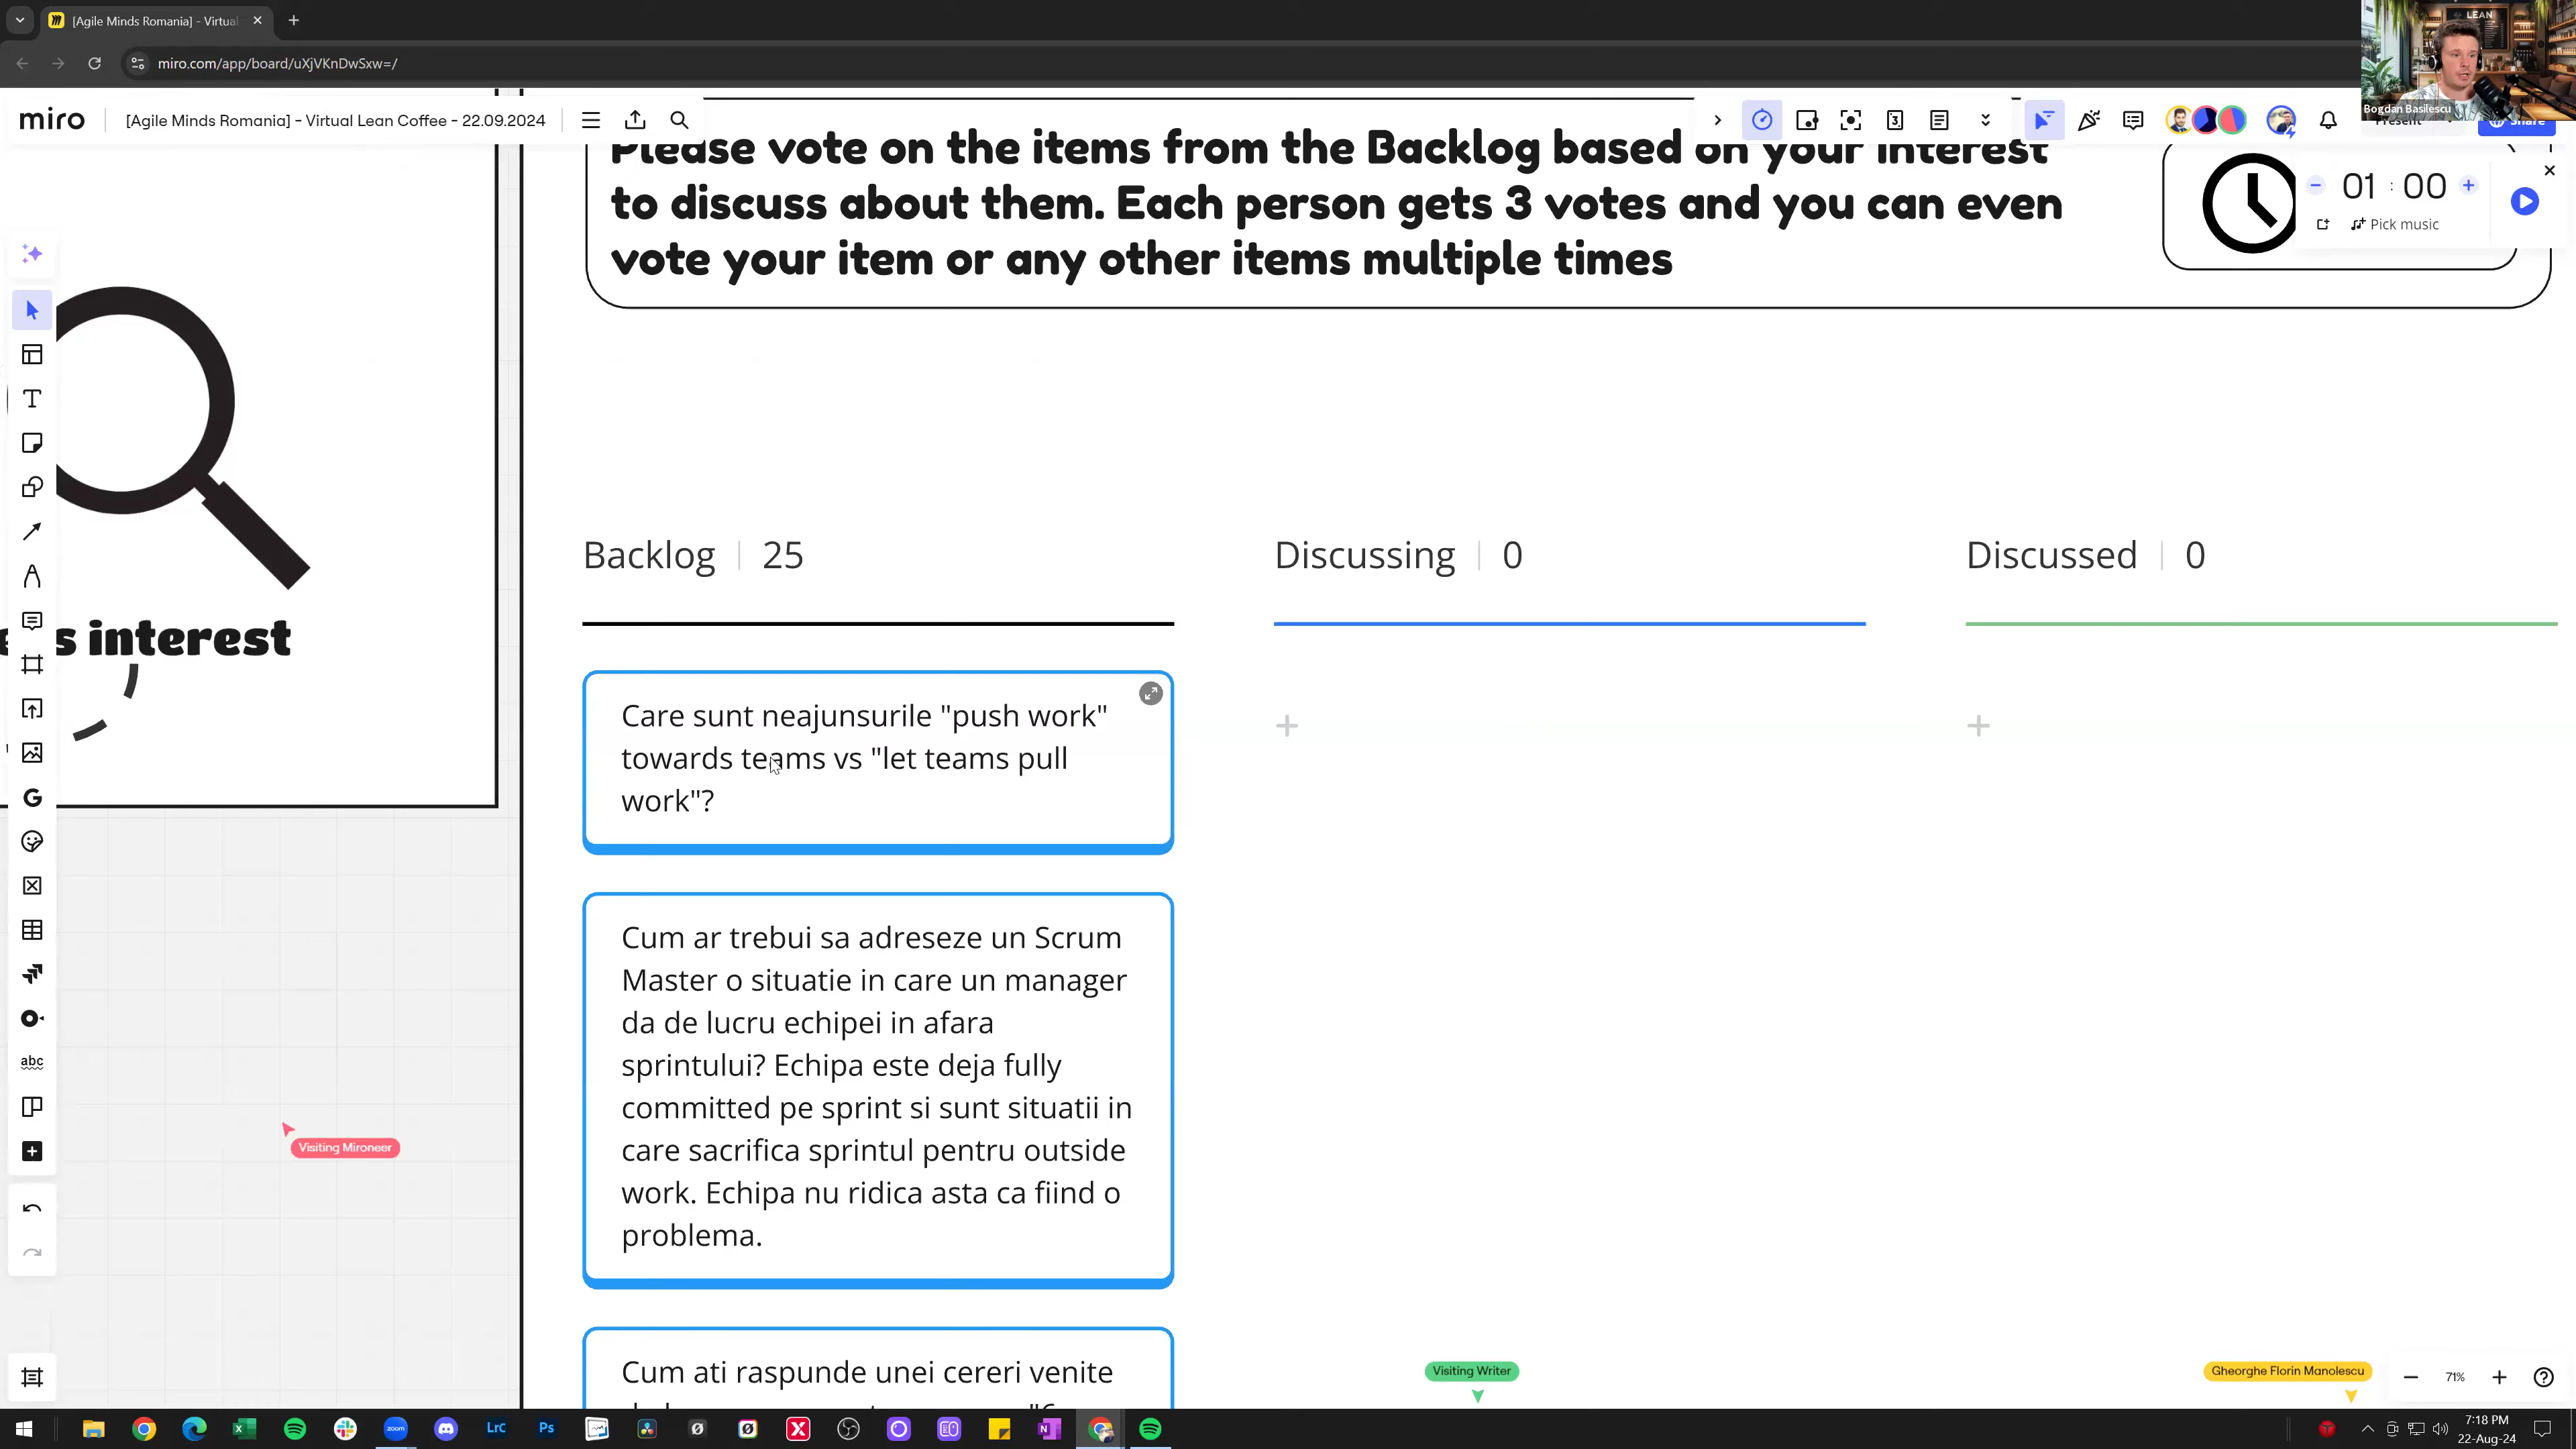 [Agile Minds Romania] - Virtual
miro.com/app/board/uXjVKnDwSxw=/
LEAN
Bogdan Basilescu
miro
[Agile Minds Romania] - Virtual Lean Coffee - 22.09.2024
3
Present
Share
Please vote on the items from the Backlog based on your interest
to discuss about them. Each person gets 3 votes and you can even
vote your item or any other items multiple times
01 : 00
Pick music
s interest
Backlog | 25
Discussing | 0
Discussed | 0
Care sunt neajunsurile "push work"
towards teams vs "let teams pull
work"?
Cum ar trebui sa adreseze un Scrum
Master o situatie in care un manager
da de lucru echipei in afara
sprintului? Echipa este deja fully
committed pe sprint si sunt situatii in
care sacrifica sprintul pentru outside
work. Echipa nu ridica asta ca fiind o
problema.
Cum ati raspunde unei cereri venite
abc
Visiting Mironeer
Visiting Writer
Gheorghe Florin Manolescu
71%
zoom
LrC
Ps
7:18 PM
22-Aug-24